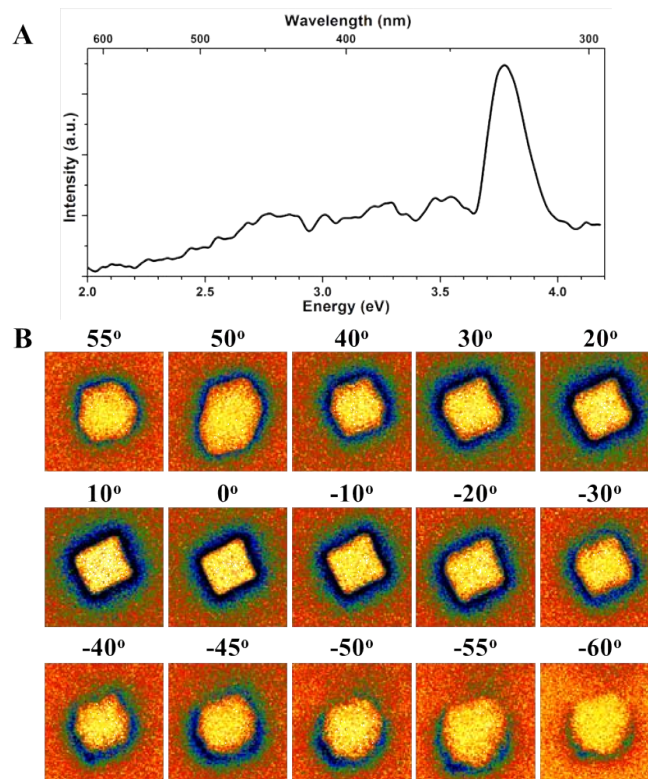 A
Wavelength (nm)
600 500 400 300
Intensity (a.u.)
2.0 2.5 3.0 3.5 4.0
Energy (eV)
B
55° 50° 40° 30° 20°
10° 0° -10° -20° -30°
-40° -45° -50° -55° -60°